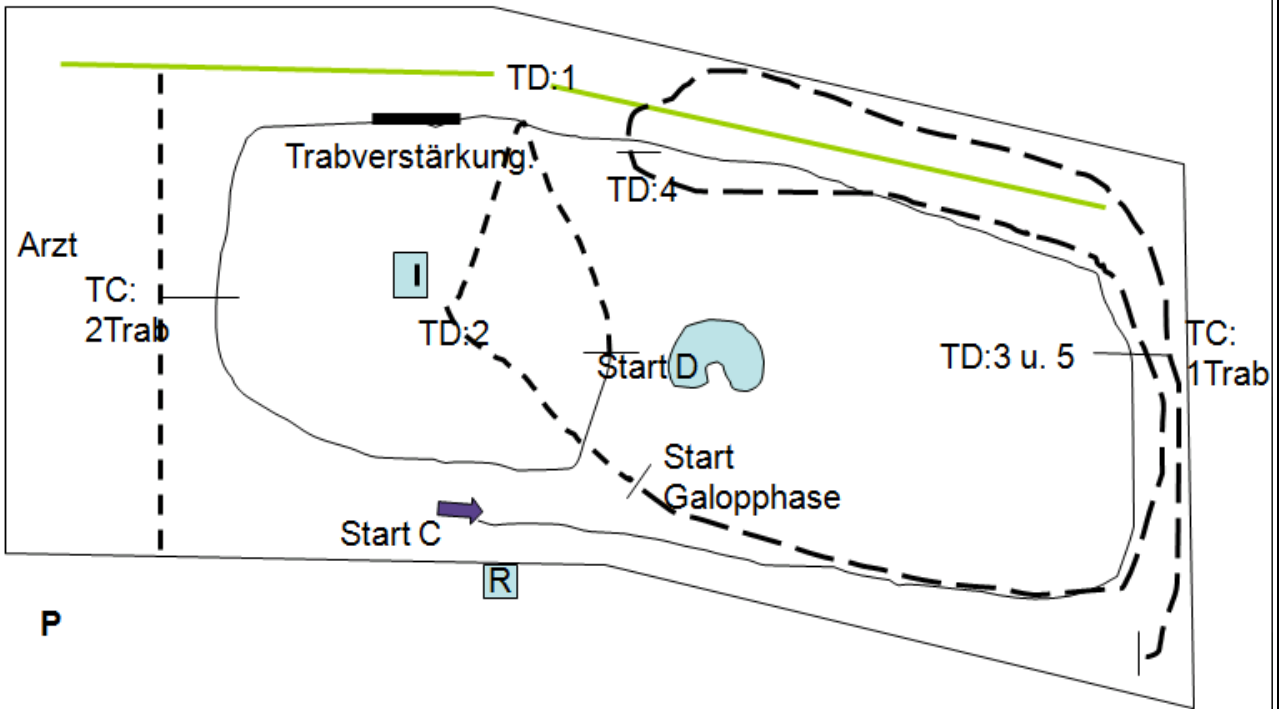 TD:1
Trabverstärkung.
TD:4
Arzt
I
TC:
2Trab
TD:2
Start D
TD:3 u. 5
TC:
1Trab
Start
Galopphase
Start C
R
P